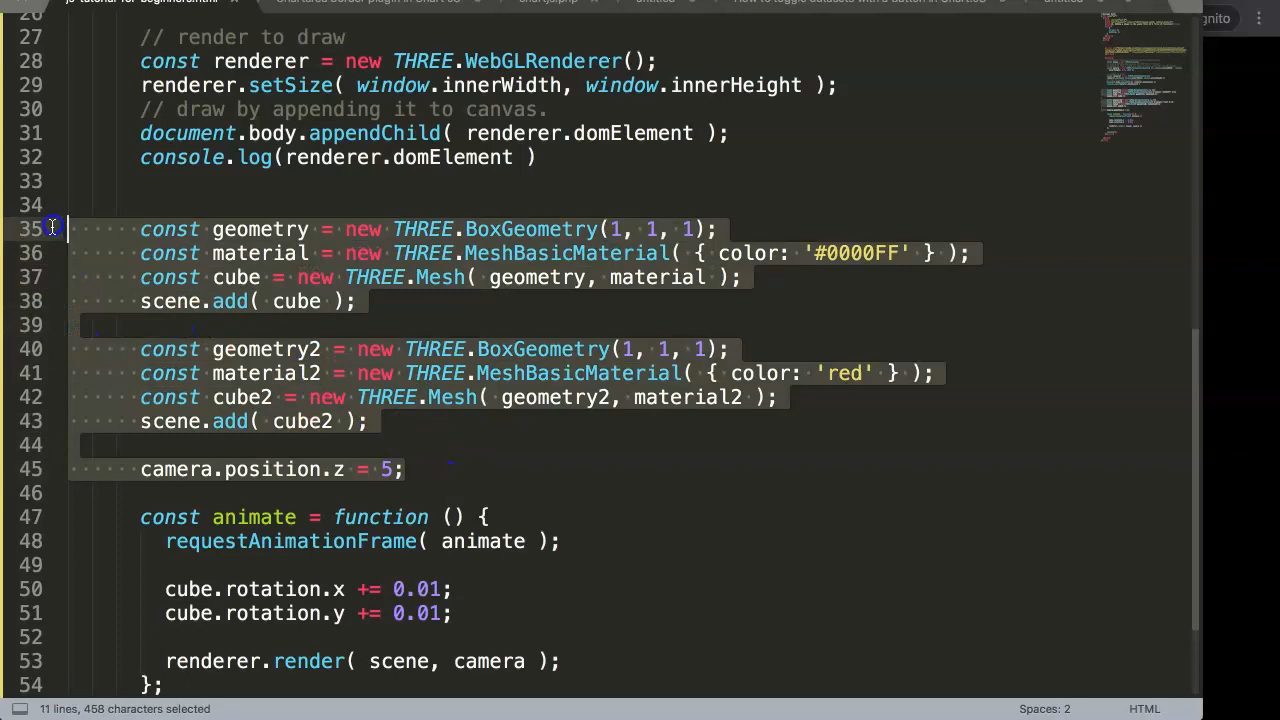 js-tutorial-for-beginners.html
nito
26
27 // render to draw
28 const renderer = new THREE.WebGLRenderer();
29 renderer.setSize( window.innerWidth, window.innerHeight );
30 // draw by appending it to canvas.
31 document.body.appendChild( renderer.domElement );
32 console.log(renderer.domElement )
33
34
35 const geometry = new THREE.BoxGeometry(1, 1, 1);
36 const material = new THREE.MeshBasicMaterial( { color: '#0000FF' } );
37 const cube = new THREE.Mesh( geometry, material );
38 scene.add( cube );
39
40 const geometry2 = new THREE.BoxGeometry(1, 1, 1);
41 const material2 = new THREE.MeshBasicMaterial( { color: 'red' } );
42 const cube2 = new THREE.Mesh( geometry2, material2 );
43 scene.add( cube2 );
44
45 camera.position.z = 5;
46
47 const animate = function () {
48 requestAnimationFrame( animate );
49
50 cube.rotation.x += 0.01;
51 cube.rotation.y += 0.01;
52
53 renderer.render( scene, camera );
54 };
11 lines, 458 characters selected
Spaces: 2
HTML